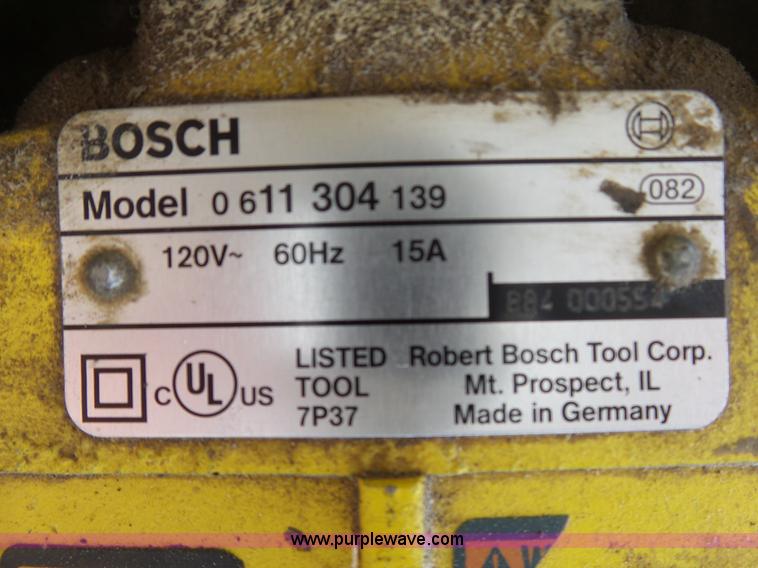 BOSCH
Model 0 611 304 139
082
120V~ 60Hz 15A
884 000554
C UL US
LISTED
TOOL
7P37
Robert Bosch Tool Corp.
Mt. Prospect, IL
Made in Germany
www.purplewave.com